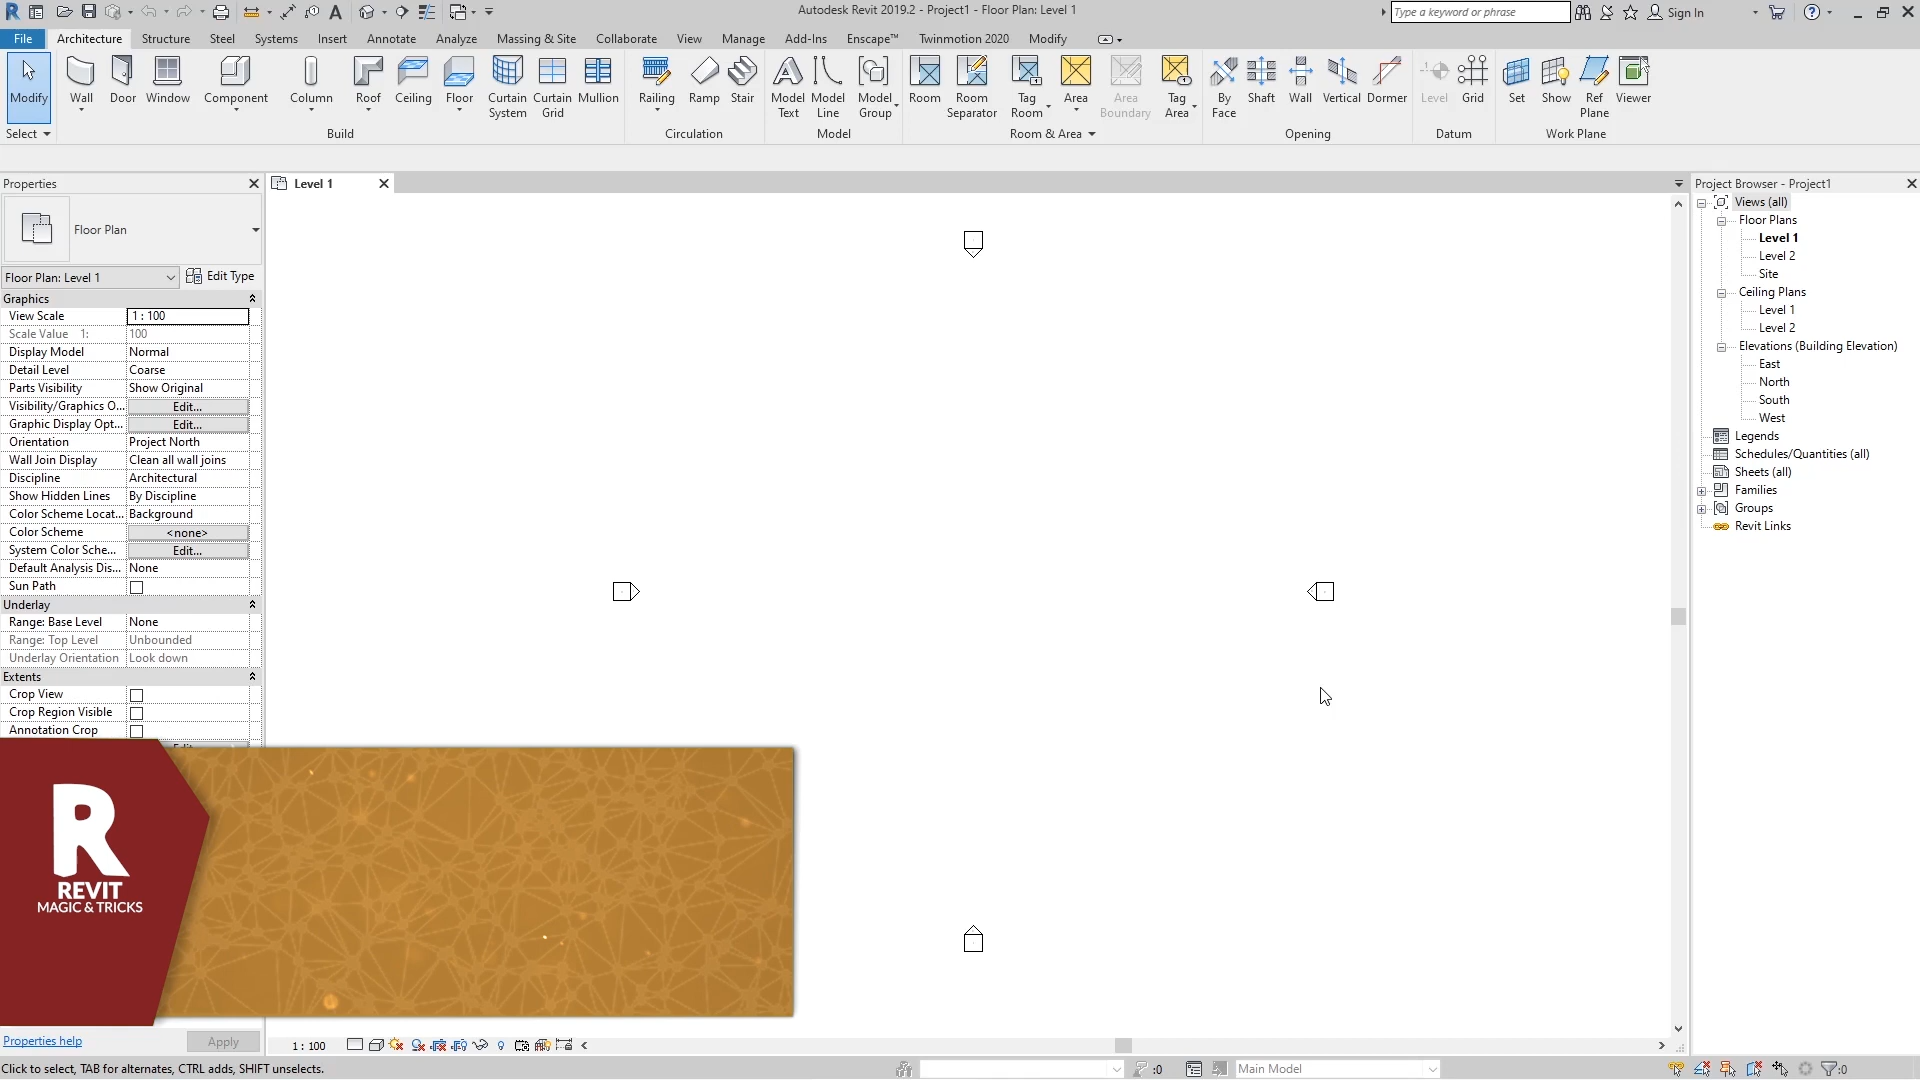 Autodesk Revit 2019.2 - Project1 - Floor Plan: Level 1
Type a keyword or phrase
Sign In
File Architecture Structure Steel Systems Insert Annotate Analyze Massing & Site Collaborate View Manage Add-Ins Enscape™ Twinmotion 2020 Modify
Modify Wall Door Window Component Column Roof Ceiling Floor Curtain System Curtain Grid Mullion Railing Ramp Stair Model Text Model Line Model Group Room Room Separator Tag Room Area Area Boundary Tag Area By Face Shaft Wall Vertical Dormer Level Grid Set Show Ref Plane Viewer
Select Build Circulation Model Room & Area Opening Datum Work Plane
Properties
Floor Plan
Floor Plan: Level 1 Edit Type
Graphics
View Scale 1 : 100
Scale Value 1: 100
Display Model Normal
Detail Level Coarse
Parts Visibility Show Original
Visibility/Graphics O... Edit...
Graphic Display Opt... Edit...
Orientation Project North
Wall Join Display Clean all wall joins
Discipline Architectural
Show Hidden Lines By Discipline
Color Scheme Locat... Background
Color Scheme <none>
System Color Sche... Edit...
Default Analysis Dis... None
Sun Path
Underlay
Range: Base Level None
Range: Top Level Unbounded
Underlay Orientation Look down
Extents
Crop View
Crop Region Visible
Annotation Crop
R
REVIT
MAGIC & TRICKS
Properties help Apply
Level 1
1 : 100
Project Browser - Project1
Views (all)
Floor Plans
Level 1
Level 2
Site
Ceiling Plans
Level 1
Level 2
Elevations (Building Elevation)
East
North
South
West
Legends
Schedules/Quantities (all)
Sheets (all)
Families
Groups
Revit Links
Click to select, TAB for alternates, CTRL adds, SHIFT unselects.
:0
Main Model
:0